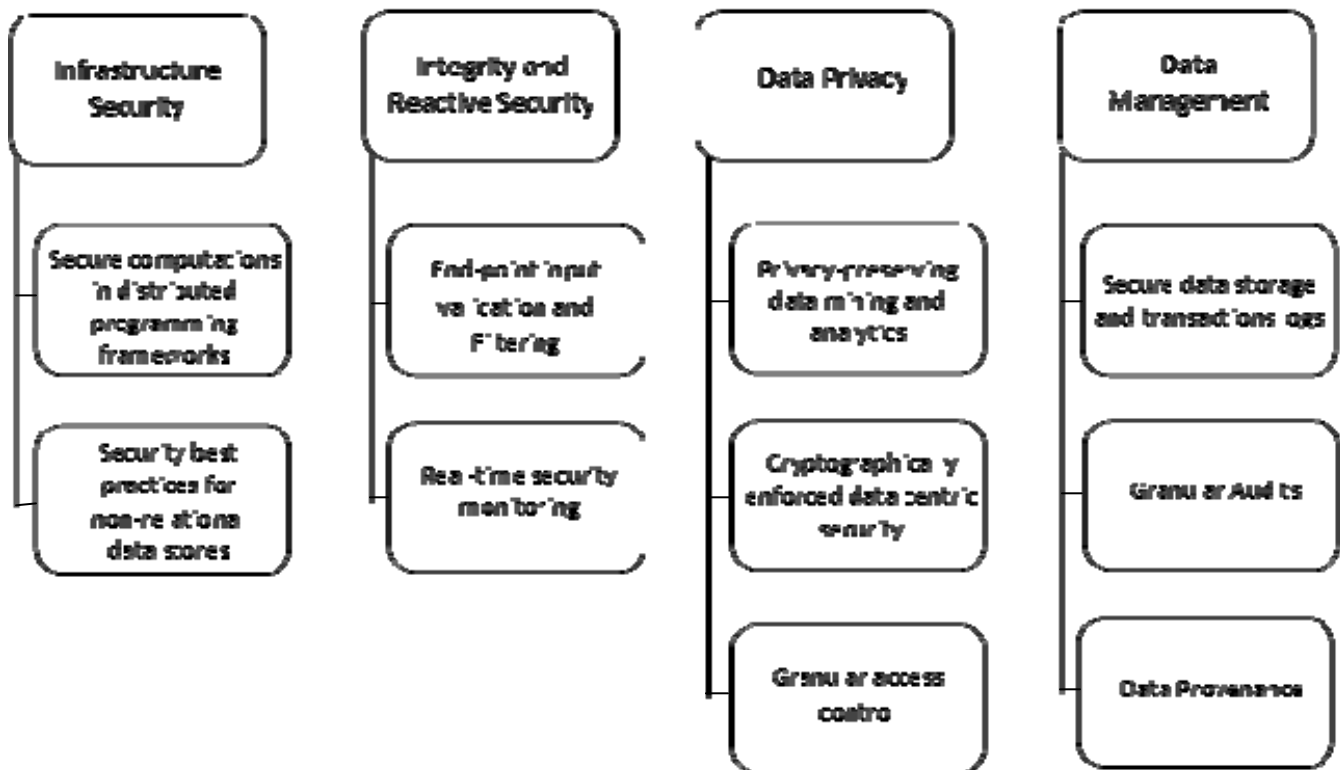 Infrastructure
Security
Secure computations
in distributed
programming
frameworks
Security best
practices for
non-relational
data stores
Integrity and
Reactive Security
End-point input
validation and
Filtering
Real-time security
monitoring
Data Privacy
Privacy-preserving
data mining and
analytics
Cryptographically
enforced data centric
security
Granular access
control
Data
Management
Secure data storage
and transactions logs
Granular Audits
Data Provenance